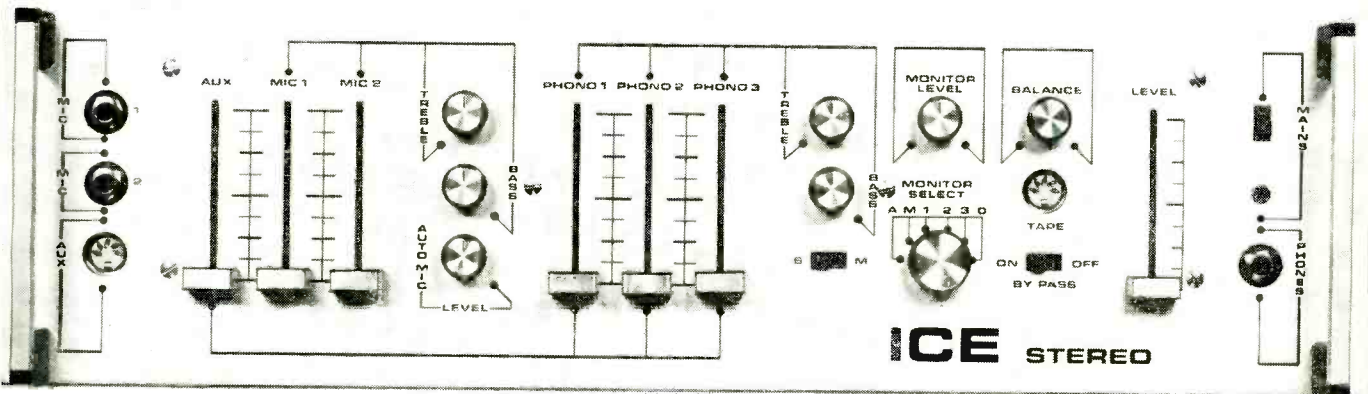 MIC
1
MIC
2
AUX
AUX
MIC 1
MIC 2
TREBLE
BASS
AUTO MIC
LEVEL
PHONO 1
PHONO 2
PHONO 3
TREBLE
BASS
S
M
MONITOR
LEVEL
MONITOR
SELECT
A M 1 2 3 0
BALANCE
TAPE
ON
OFF
BY PASS
LEVEL
MAINS
PHONES
ICE STEREO